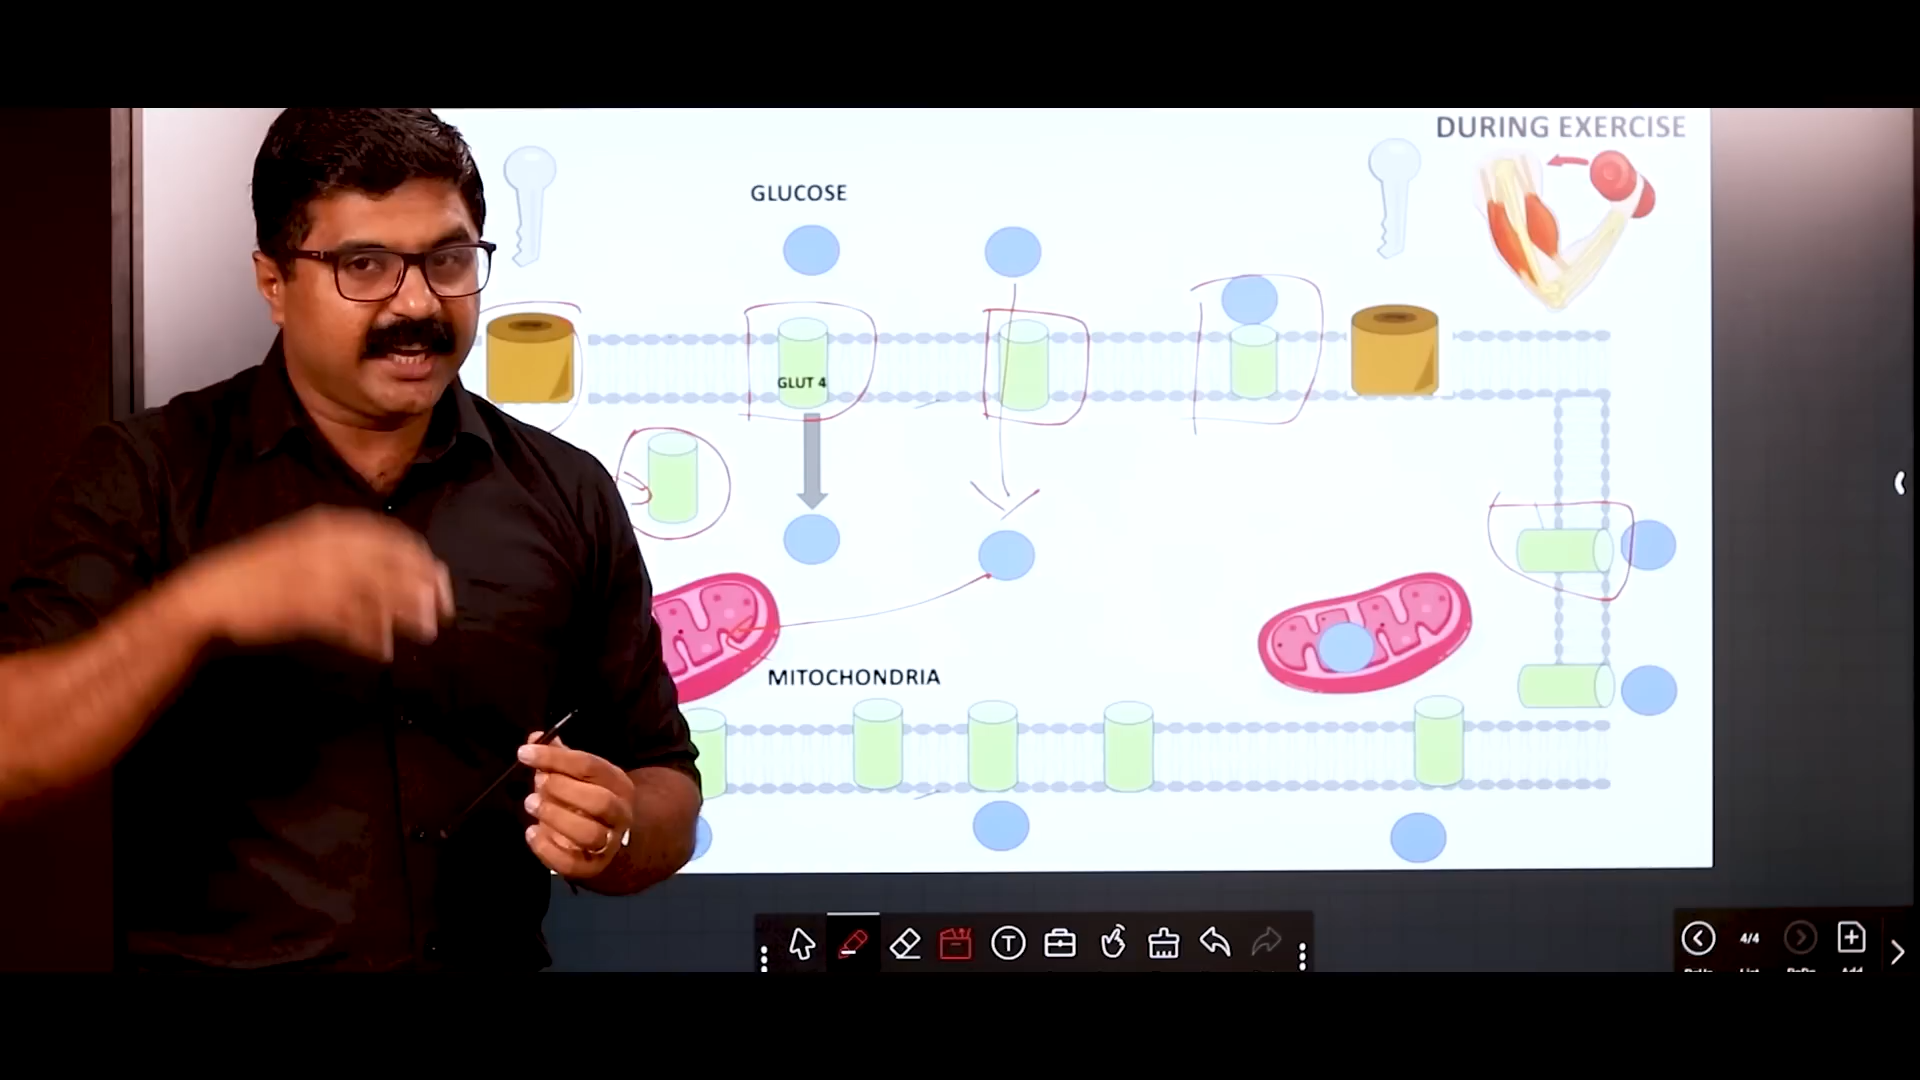 DURING EXERCISE
GLUCOSE
GLUT 4
MITOCHONDRIA
4/4